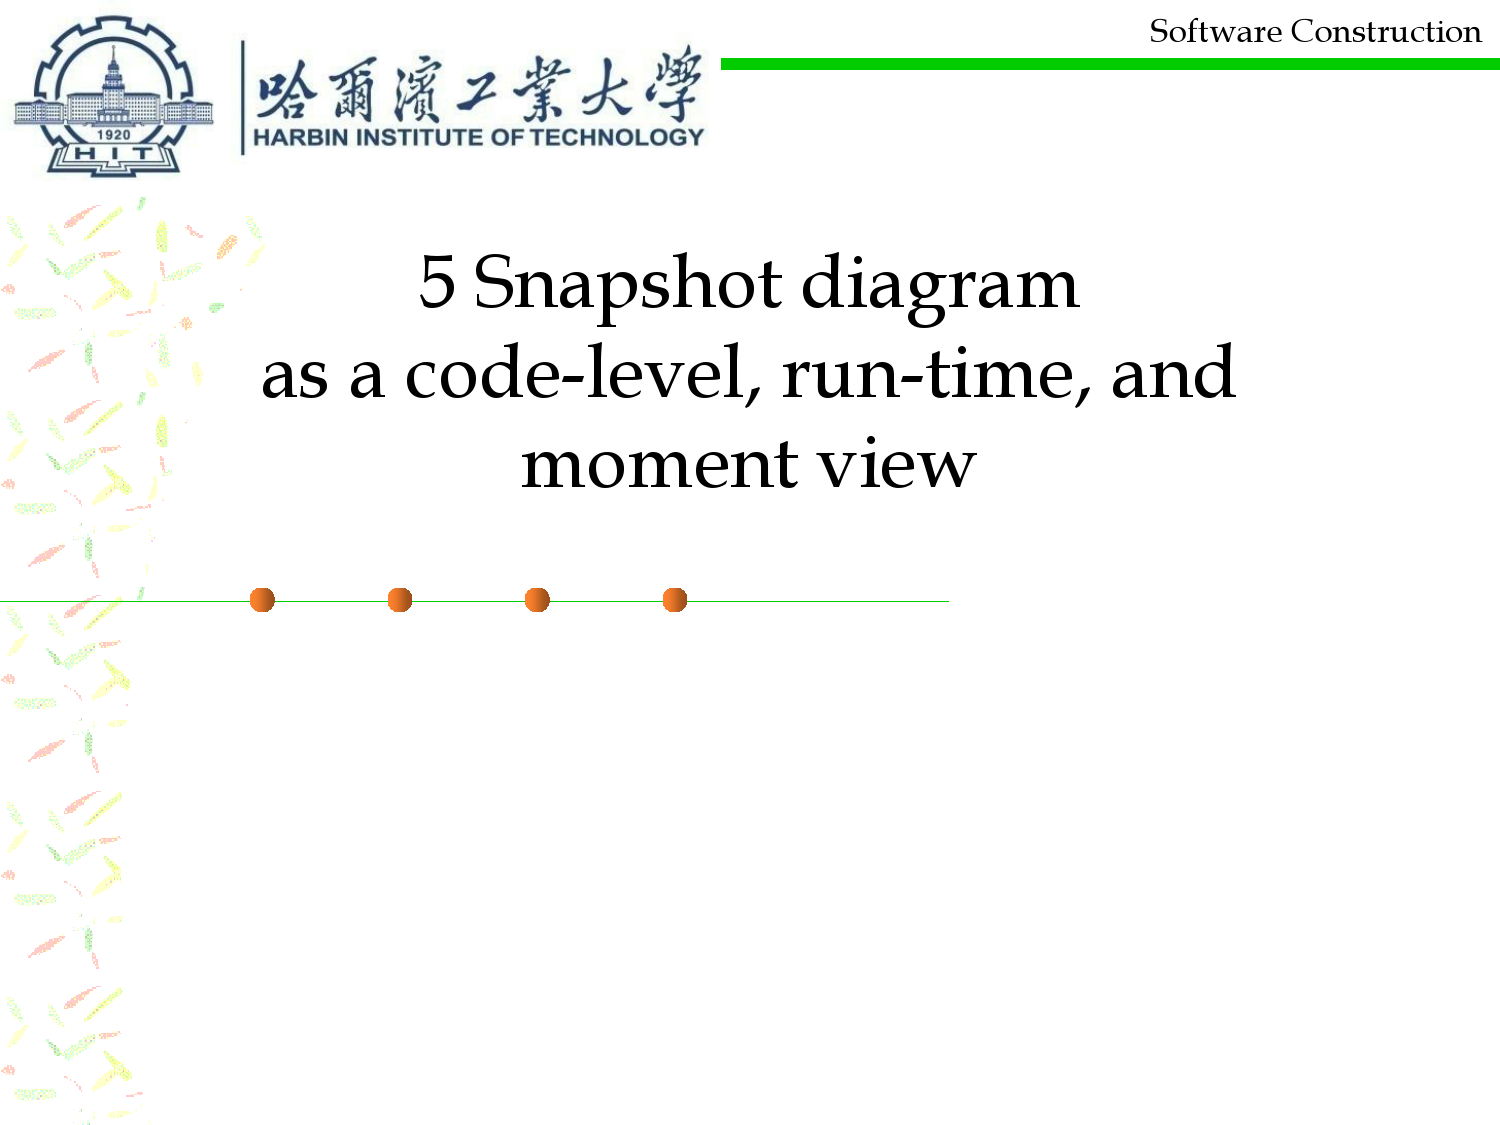 Software Construction
哈爾濱工業大學
HARBIN INSTITUTE OF TECHNOLOGY
1920
HIT
5 Snapshot diagram
as a code-level, run-time, and
moment view